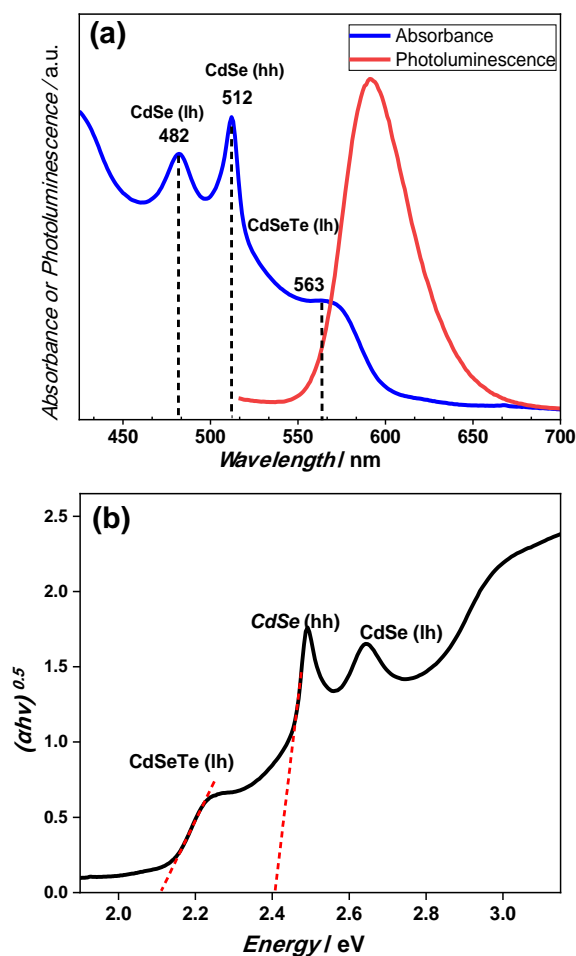 (a)
Absorbance
Photoluminescence
CdSe (hh)
512
CdSe (lh)
482
CdSeTe (lh)
563
Absorbance or Photoluminescence / a.u.
450 500 550 600 650 700
Wavelength / nm
(b)
2.5
2.0
1.5
1.0
0.5
0.0
CdSe (hh)
CdSe (lh)
CdSeTe (lh)
(αhv)^0.5
2.0 2.2 2.4 2.6 2.8 3.0
Energy / eV